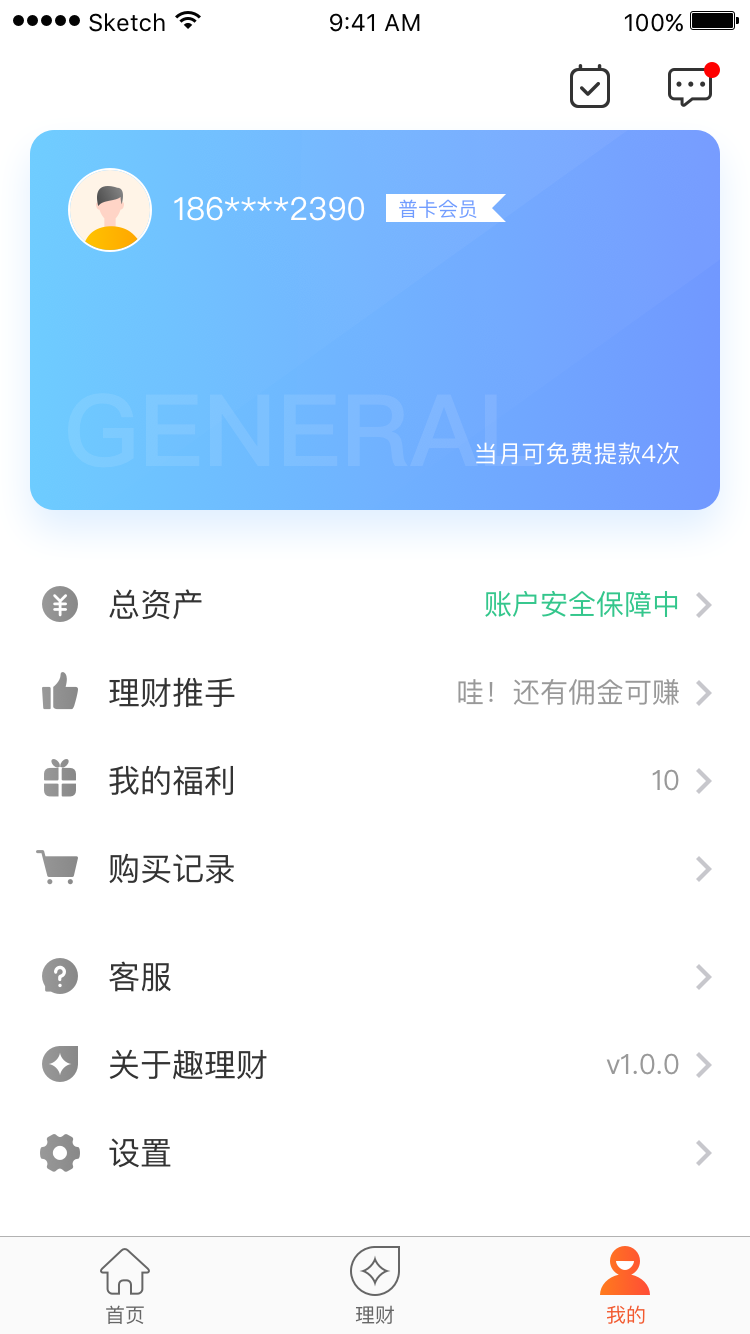 Sketch 9:41 AM 100%
186****2390 普卡会员
GENERAL
当月可免费提款4次
总资产 账户安全保障中
理财推手 哇！还有佣金可赚
我的福利 10
购买记录
客服
关于趣理财 v1.0.0
设置
首页 理财 我的